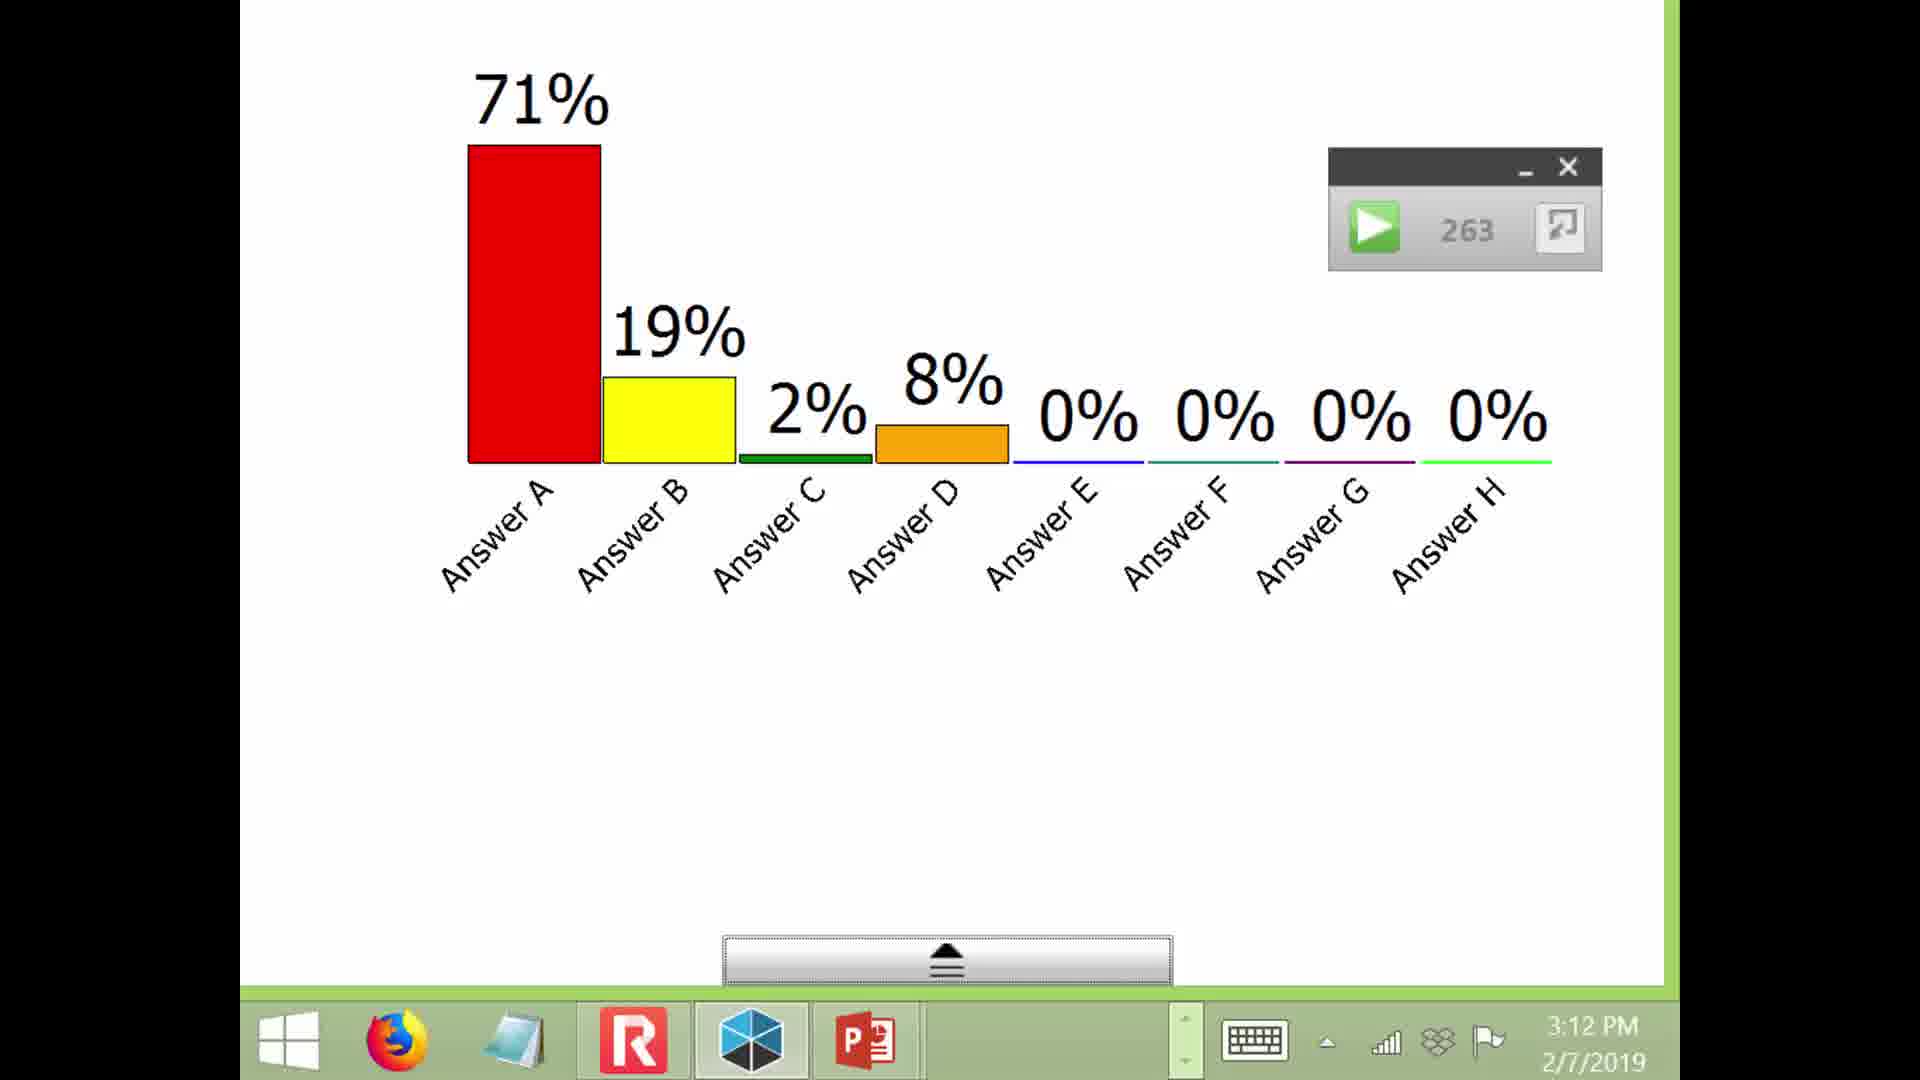 71%
19%
2%
8%
0%
0%
0%
0%
263
Answer A
Answer B
Answer C
Answer D
Answer E
Answer F
Answer G
Answer H
R
P
3:12 PM
2/7/2019